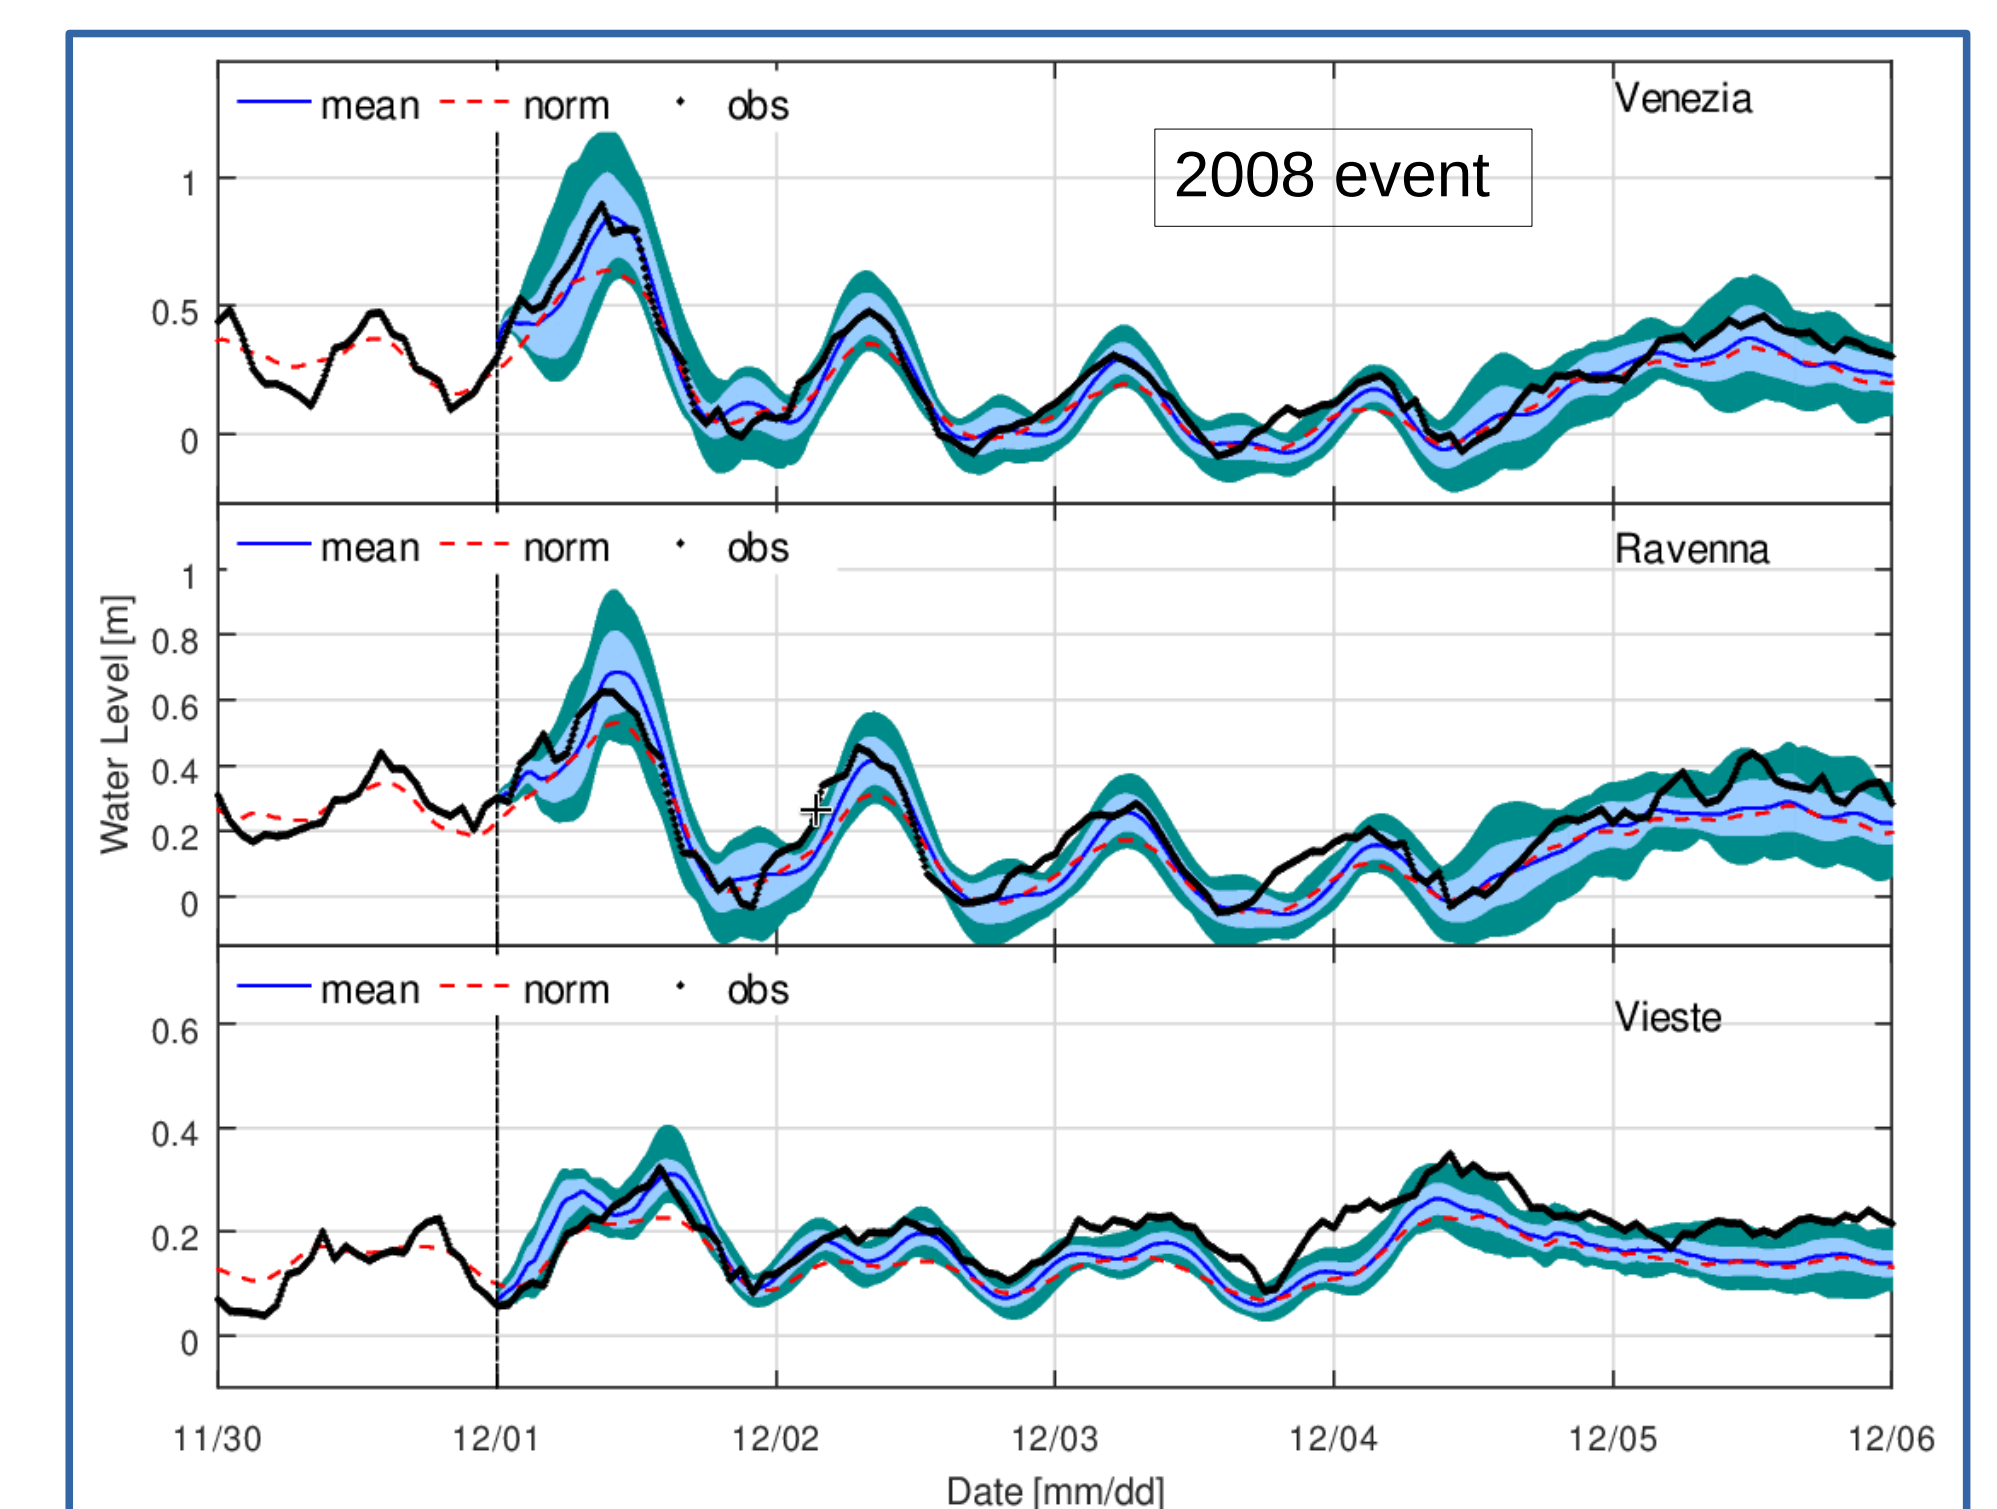 mean norm obs
Venezia
2008 event
1
0.5
0
mean norm obs
Ravenna
1
0.8
0.6
0.4
0.2
0
Water Level [m]
mean norm obs
Vieste
0.6
0.4
0.2
0
11/30 12/01 12/02 12/03 12/04 12/05 12/06
Date [mm/dd]